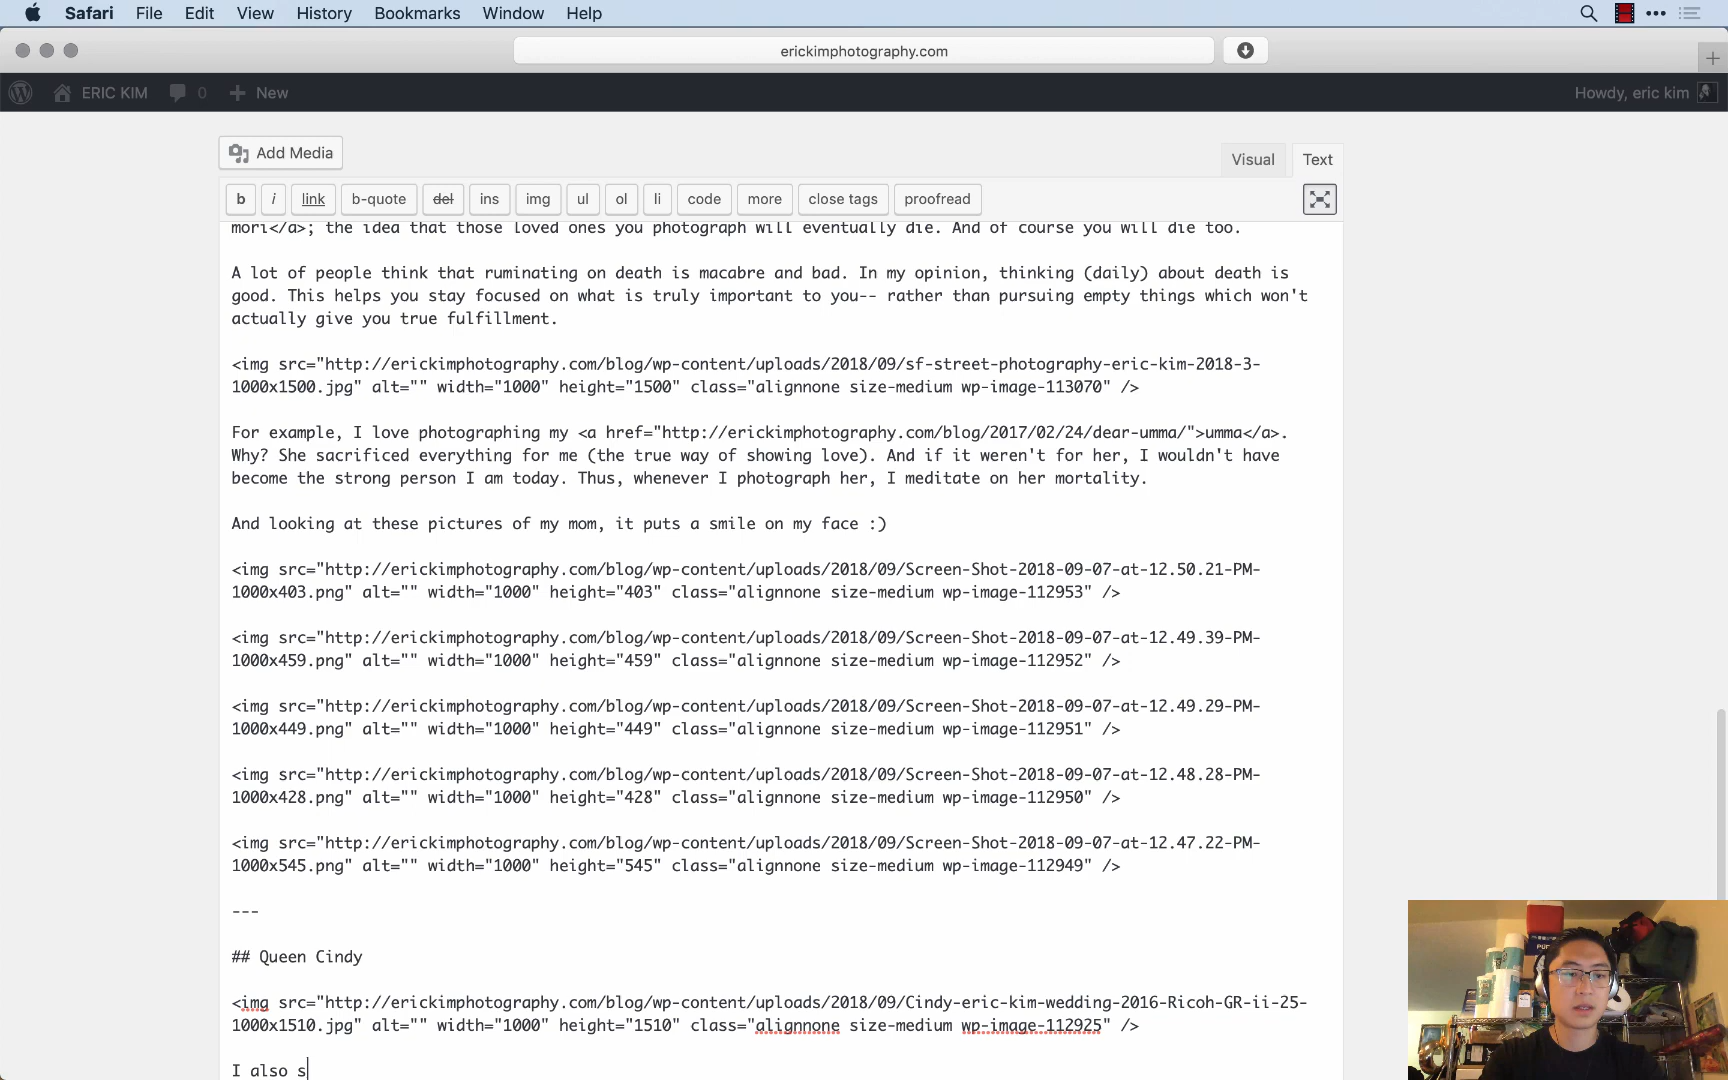 Safari File Edit View History Bookmarks Window Help
erickimphotography.com
ERIC KIM 0 New Howdy, eric kim
Add Media
Visual Text
b i link b-quote del ins img ul ol li code more close tags proofread
mori</a>; the idea that those loved ones you photograph will eventually die. And of course you will die too.
A lot of people think that ruminating on death is macabre and bad. In my opinion, thinking (daily) about death is
good. This helps you stay focused on what is truly important to you-- rather than pursuing empty things which won't
actually give you true fulfillment.
<img src="http://erickimphotography.com/blog/wp-content/uploads/2018/09/sf-street-photography-eric-kim-2018-3-
1000x1500.jpg" alt="" width="1000" height="1500" class="alignnone size-medium wp-image-113070" />
For example, I love photographing my <a href="http://erickimphotography.com/blog/2017/02/24/dear-umma/">umma</a>.
Why? She sacrificed everything for me (the true way of showing love). And if it weren't for her, I wouldn't have
become the strong person I am today. Thus, whenever I photograph her, I meditate on her mortality.
And looking at these pictures of my mom, it puts a smile on my face :)
<img src="http://erickimphotography.com/blog/wp-content/uploads/2018/09/Screen-Shot-2018-09-07-at-12.50.21-PM-
1000x403.png" alt="" width="1000" height="403" class="alignnone size-medium wp-image-112953" />
<img src="http://erickimphotography.com/blog/wp-content/uploads/2018/09/Screen-Shot-2018-09-07-at-12.49.39-PM-
1000x459.png" alt="" width="1000" height="459" class="alignnone size-medium wp-image-112952" />
<img src="http://erickimphotography.com/blog/wp-content/uploads/2018/09/Screen-Shot-2018-09-07-at-12.49.29-PM-
1000x449.png" alt="" width="1000" height="449" class="alignnone size-medium wp-image-112951" />
<img src="http://erickimphotography.com/blog/wp-content/uploads/2018/09/Screen-Shot-2018-09-07-at-12.48.28-PM-
1000x428.png" alt="" width="1000" height="428" class="alignnone size-medium wp-image-112950" />
<img src="http://erickimphotography.com/blog/wp-content/uploads/2018/09/Screen-Shot-2018-09-07-at-12.47.22-PM-
1000x545.png" alt="" width="1000" height="545" class="alignnone size-medium wp-image-112949" />
---
## Queen Cindy
<img src="http://erickimphotography.com/blog/wp-content/uploads/2018/09/Cindy-eric-kim-wedding-2016-Ricoh-GR-ii-25-
1000x1510.jpg" alt="" width="1000" height="1510" class="alignnone size-medium wp-image-112925" />
I also s